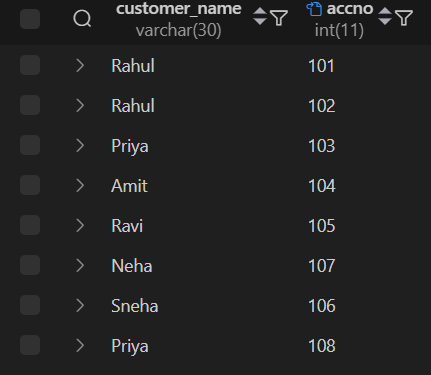 customer_name accno
varchar(30) int(11)
Rahul 101
Rahul 102
Priya 103
Amit 104
Ravi 105
Neha 107
Sneha 106
Priya 108